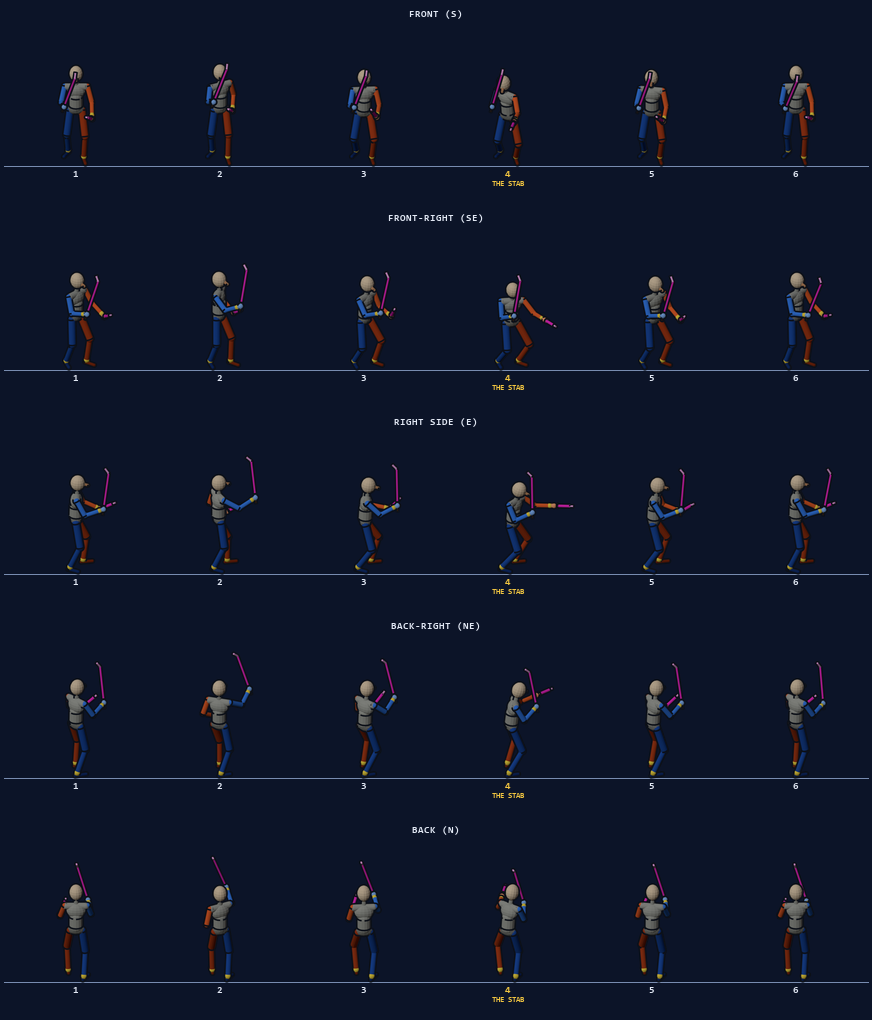 FRONT (S)
1 2 3 4 5 6
THE STAB
FRONT-RIGHT (SE)
1 2 3 4 5 6
THE STAB
RIGHT SIDE (E)
1 2 3 4 5 6
THE STAB
BACK-RIGHT (NE)
1 2 3 4 5 6
THE STAB
BACK (N)
1 2 3 4 5 6
THE STAB